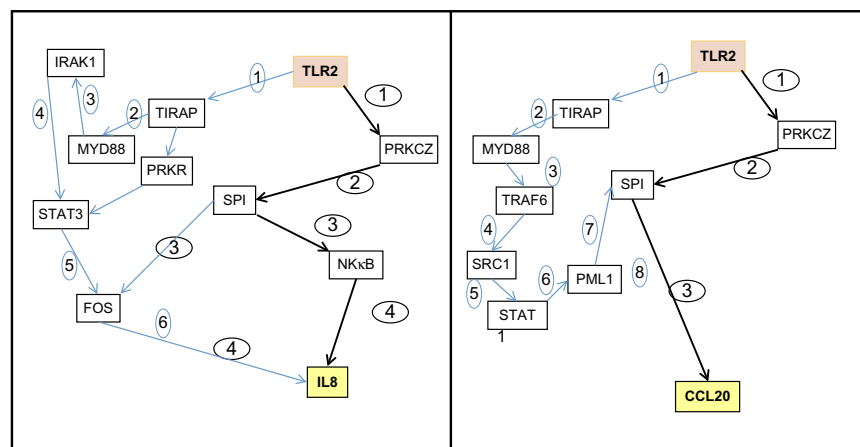 IRAK1
TLR2
1
1
4
3
2
TIRAP
MYD88
PRKCZ
PRKR
2
STAT3
SPI
3
3
5
NKκB
FOS
6
4
4
IL8
TLR2
1
1
2
TIRAP
MYD88
PRKCZ
3
2
TRAF6
SPI
4
7
SRC1
5
6
PML1
8
3
STAT
1
CCL20